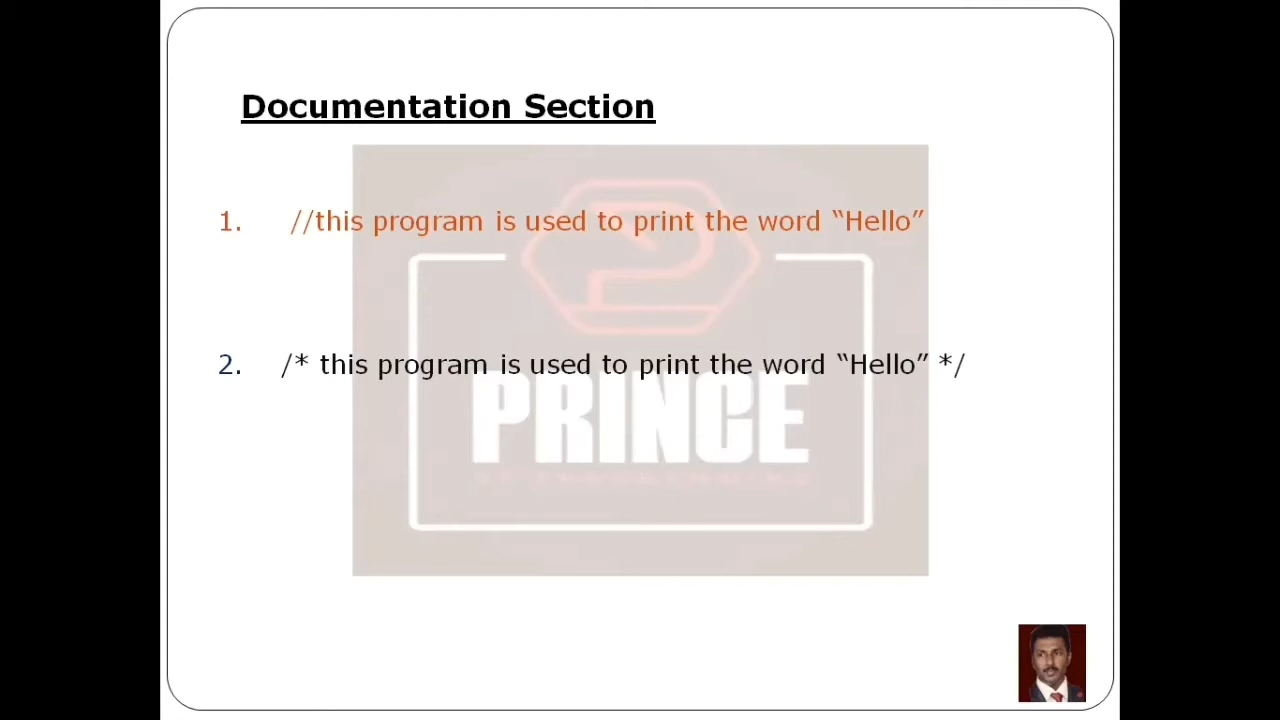 Documentation Section
1. //this program is used to print the word “Hello”
2. /* this program is used to print the word “Hello” */
PRINCE